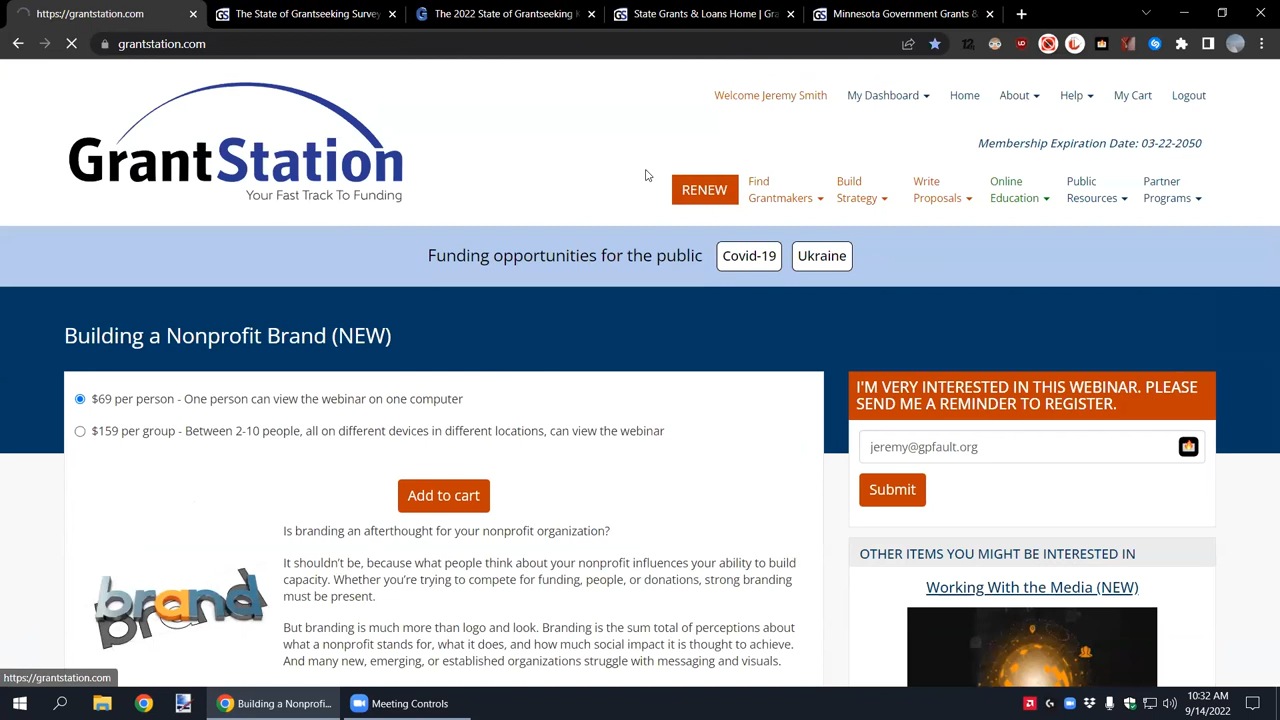 https://grantstation.com/
The State of Grantseeking Survey
The 2022 State of Grantseeking
State Grants & Loans Home | Gra
Minnesota Government Grants &
grantstation.com
GrantStation
Your Fast Track To Funding
Welcome Jeremy Smith
My Dashboard
Home
About
Help
My Cart
Logout
Membership Expiration Date: 03-22-2050
RENEW
Find Grantmakers
Build Strategy
Write Proposals
Online Education
Public Resources
Partner Programs
Funding opportunities for the public
Covid-19
Ukraine
Building a Nonprofit Brand (NEW)
$69 per person - One person can view the webinar on one computer
$159 per group - Between 2-10 people, all on different devices in different locations, can view the webinar
Add to cart
brand
Is branding an afterthought for your nonprofit organization?
It shouldn't be, because what people think about your nonprofit influences your ability to build
capacity. Whether you're trying to compete for funding, people, or donations, strong branding
must be present.
But branding is much more than logo and look. Branding is the sum total of perceptions about
what a nonprofit stands for, what it does, and how much social impact it is thought to achieve.
And many new, emerging, or established organizations struggle with messaging and visuals.
I'M VERY INTERESTED IN THIS WEBINAR. PLEASE
SEND ME A REMINDER TO REGISTER.
jeremy@gpfault.org
Submit
OTHER ITEMS YOU MIGHT BE INTERESTED IN
Working With the Media (NEW)
https://grantstation.com
Building a Nonprofi...
Meeting Controls
10:32 AM
9/14/2022